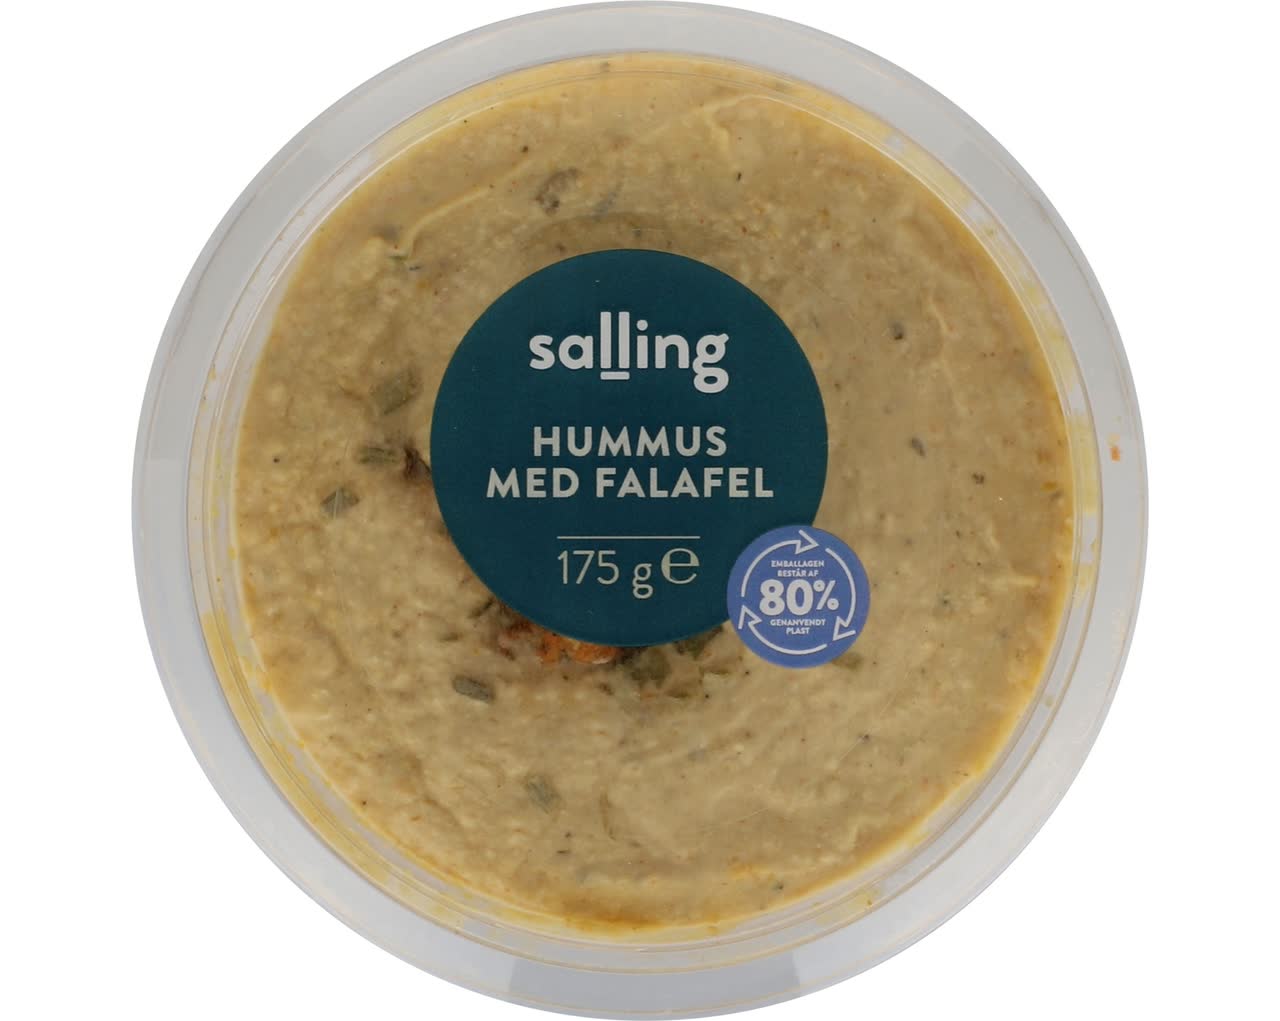 salling
HUMMUS
MED FALAFEL
175 g e
EMBALLAGEN
BESTÅR AF
80%
GENANVENDT
PLAST